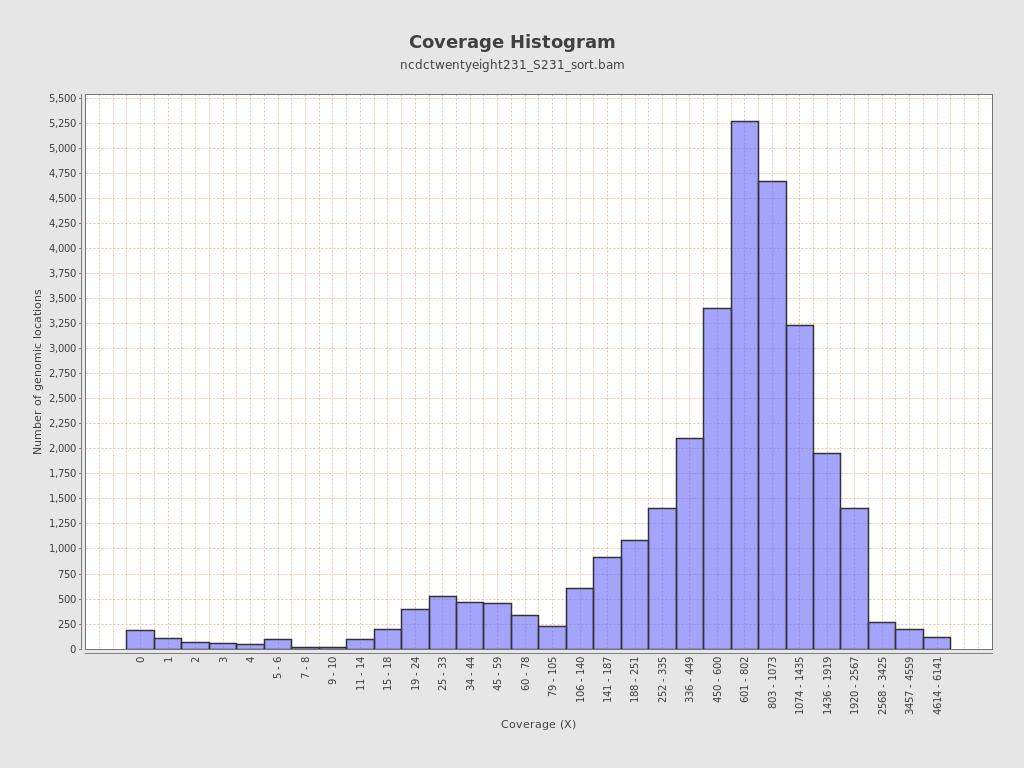 Coverage Histogram
ncdctwentyeight231_S231_sort.bam
Number of genomic locations
5,500
5,250
5,000
4,750
4,500
4,250
4,000
3,750
3,500
3,250
3,000
2,750
2,500
2,250
2,000
1,750
1,500
1,250
1,000
750
500
250
0
0
1
2
3
4
5 - 6
7 - 8
9 - 10
11 - 14
15 - 18
19 - 24
25 - 33
34 - 44
45 - 59
60 - 78
79 - 105
106 - 140
141 - 187
188 - 251
252 - 335
336 - 449
450 - 600
601 - 802
803 - 1073
1074 - 1435
1436 - 1919
1920 - 2567
2568 - 3425
3457 - 4559
4614 - 6141
Coverage (X)